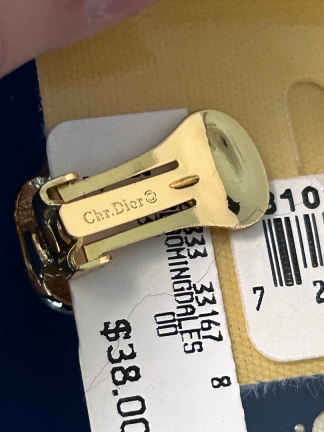 Chr.Dior©
333 33167 8
BLOOMINGDALES
00
$38.00
310
7 2